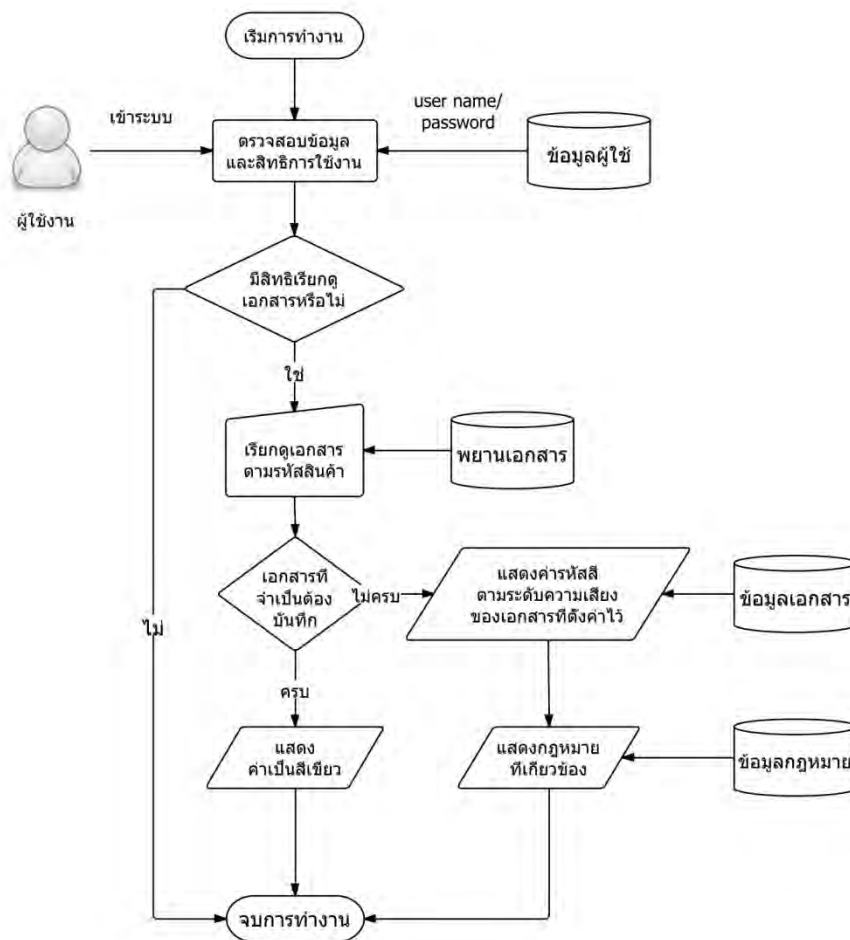 เริ่มการทำงาน
user name/
password
เข้าระบบ
ตรวจสอบข้อมูล
และสิทธิการใช้งาน
ข้อมูลผู้ใช้
ผู้ใช้งาน
มีสิทธิเรียกดู
เอกสารหรือไม่
ใช่
เรียกดูเอกสาร
ตามรหัสสินค้า
พยานเอกสาร
เอกสารที่
จำเป็นต้อง
บันทึก
ไม่ครบ
แสดงค่ารหัสสี
ตามระดับความเสี่ยง
ของเอกสารที่ตั้งค่าไว้
ข้อมูลเอกสาร
ไม่
ครบ
แสดง
ค่าเป็นสีเขียว
แสดงกฎหมาย
ที่เกี่ยวข้อง
ข้อมูลกฎหมาย
จบการทำงาน